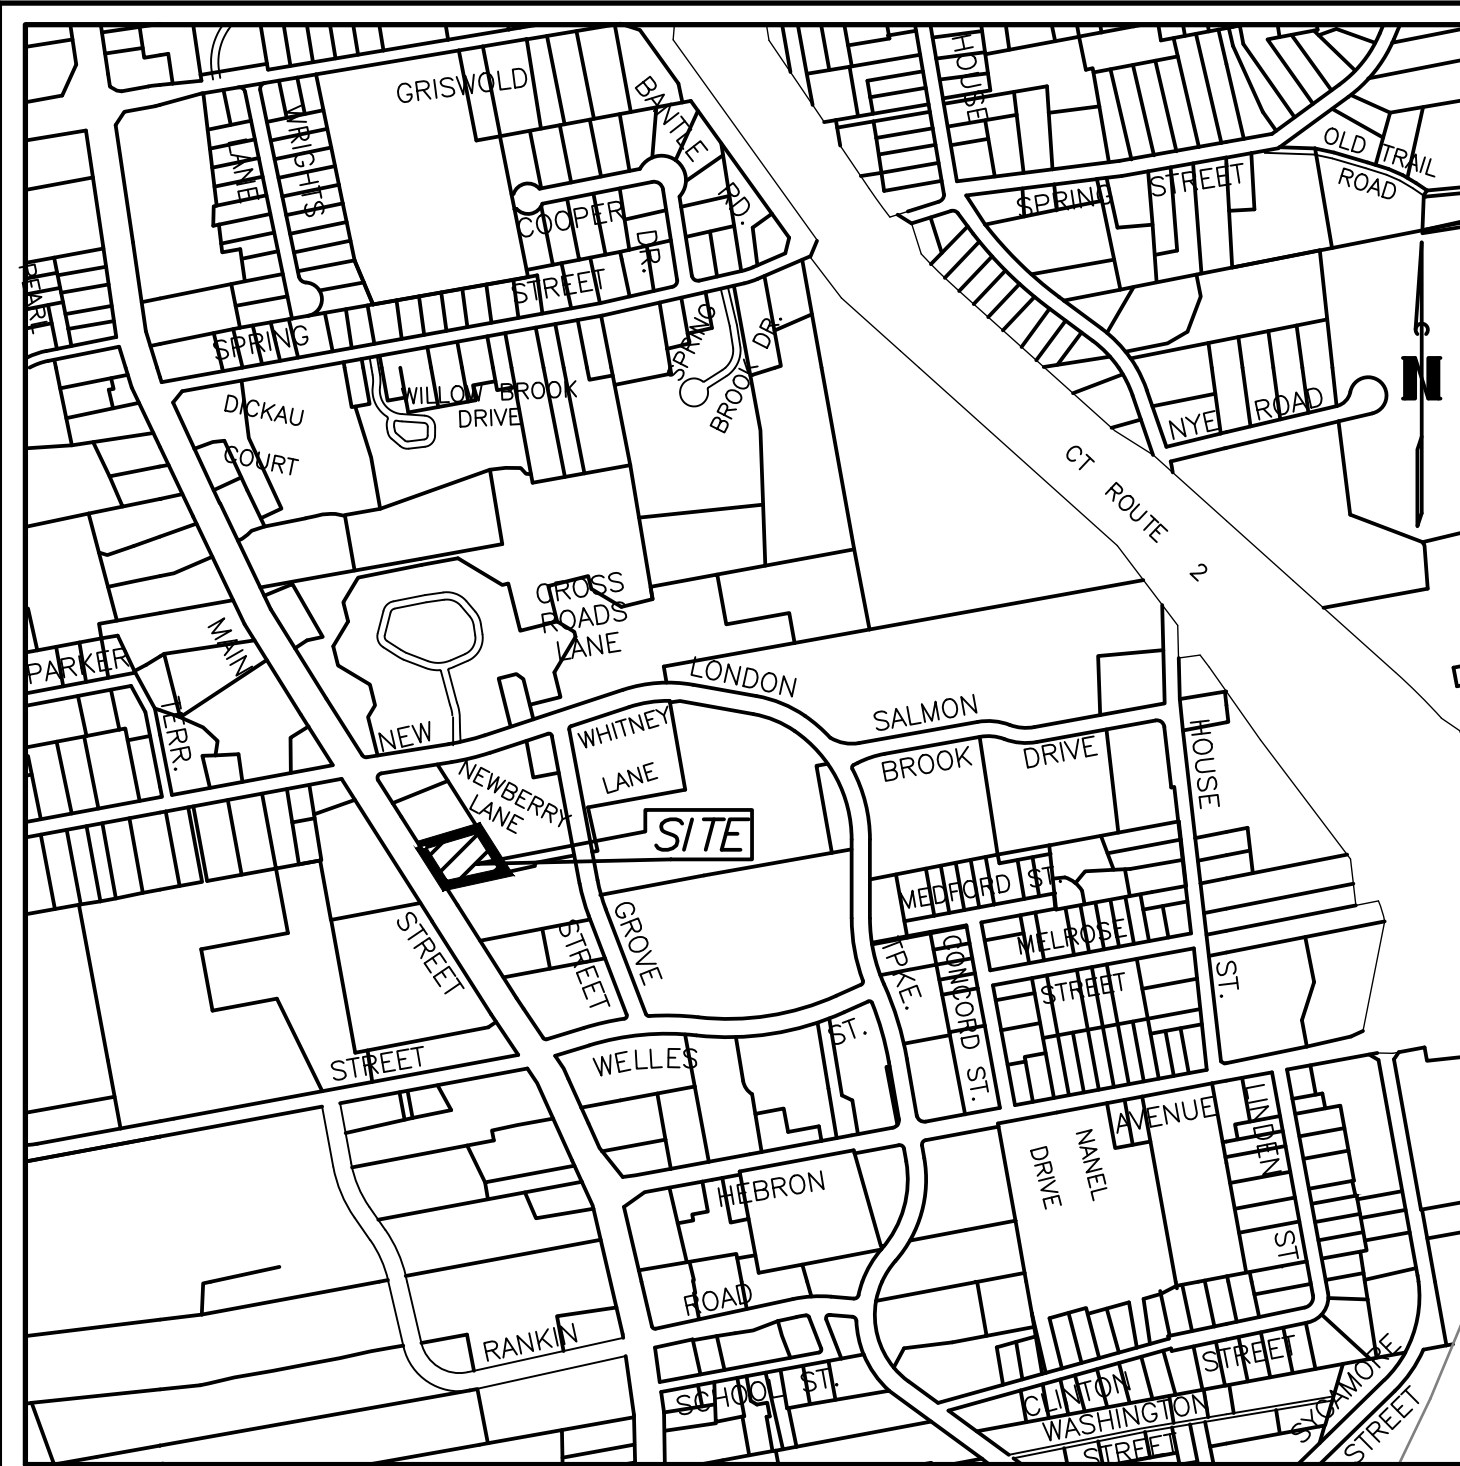 GRISWOLD
BANTLE
RD.
HOUSE
WRIGHTS
LANE
COOPER
DR.
SPRING
STREET
OLD TRAIL
ROAD
SPRING
STREET
PEARL
SPRING
BROOK
DR.
N
WILLOW BROOK
DRIVE
DICKAU
COURT
NYE
ROAD
CT ROUTE 2
CROSS
ROADS
LANE
MAIN
PARKER
TERR.
NEW
LONDON
SALMON
BROOK
DRIVE
HOUSE
WHITNEY
LANE
NEWBERRY
LANE
SITE
MEDFORD ST.
MELROSE
STREET
GROVE
STREET
STREET
TPKE.
CONCORD ST.
ST.
STREET
WELLES
ST.
AVENUE
LINDEN
ST.
NANEL
DRIVE
HEBRON
ROAD
RANKIN
STREET
CLINTON
WASHINGTON
STREET
SCHOOL ST.
SYCAMORE
STREET